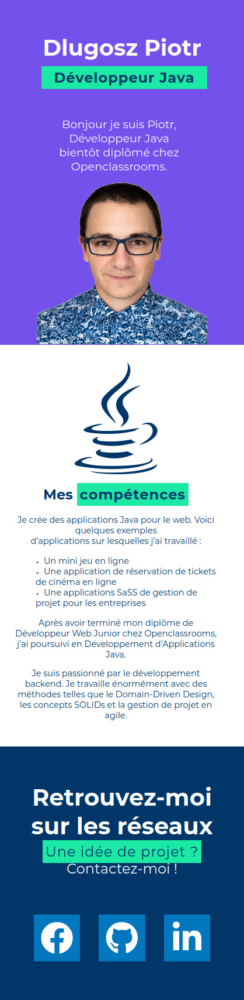 Dlugosz Piotr
Développeur Java
Bonjour je suis Piotr,
Développeur Java
bientôt diplômé chez
Openclassrooms.
Mes compétences
Je crée des applications Java pour le web. Voici
quelques exemples
d’applications sur lesquelles j’ai travaillé :
• Un mini jeu en ligne
• Une application de réservation de tickets
de cinéma en ligne
• Une applications SaSS de gestion de
projet pour les entreprises
Après avoir terminé mon diplôme de
Développeur Web Junior chez Openclassrooms,
j’ai poursuivi en Développement d’Applications
Java.
Je suis passionné par le développement
backend. Je travaille énormément avec des
méthodes telles que le Domain-Driven Design,
les concepts SOLIDs et la gestion de projet en
agile.
Retrouvez-moi
sur les réseaux
Une idée de projet ?
Contactez-moi !
in